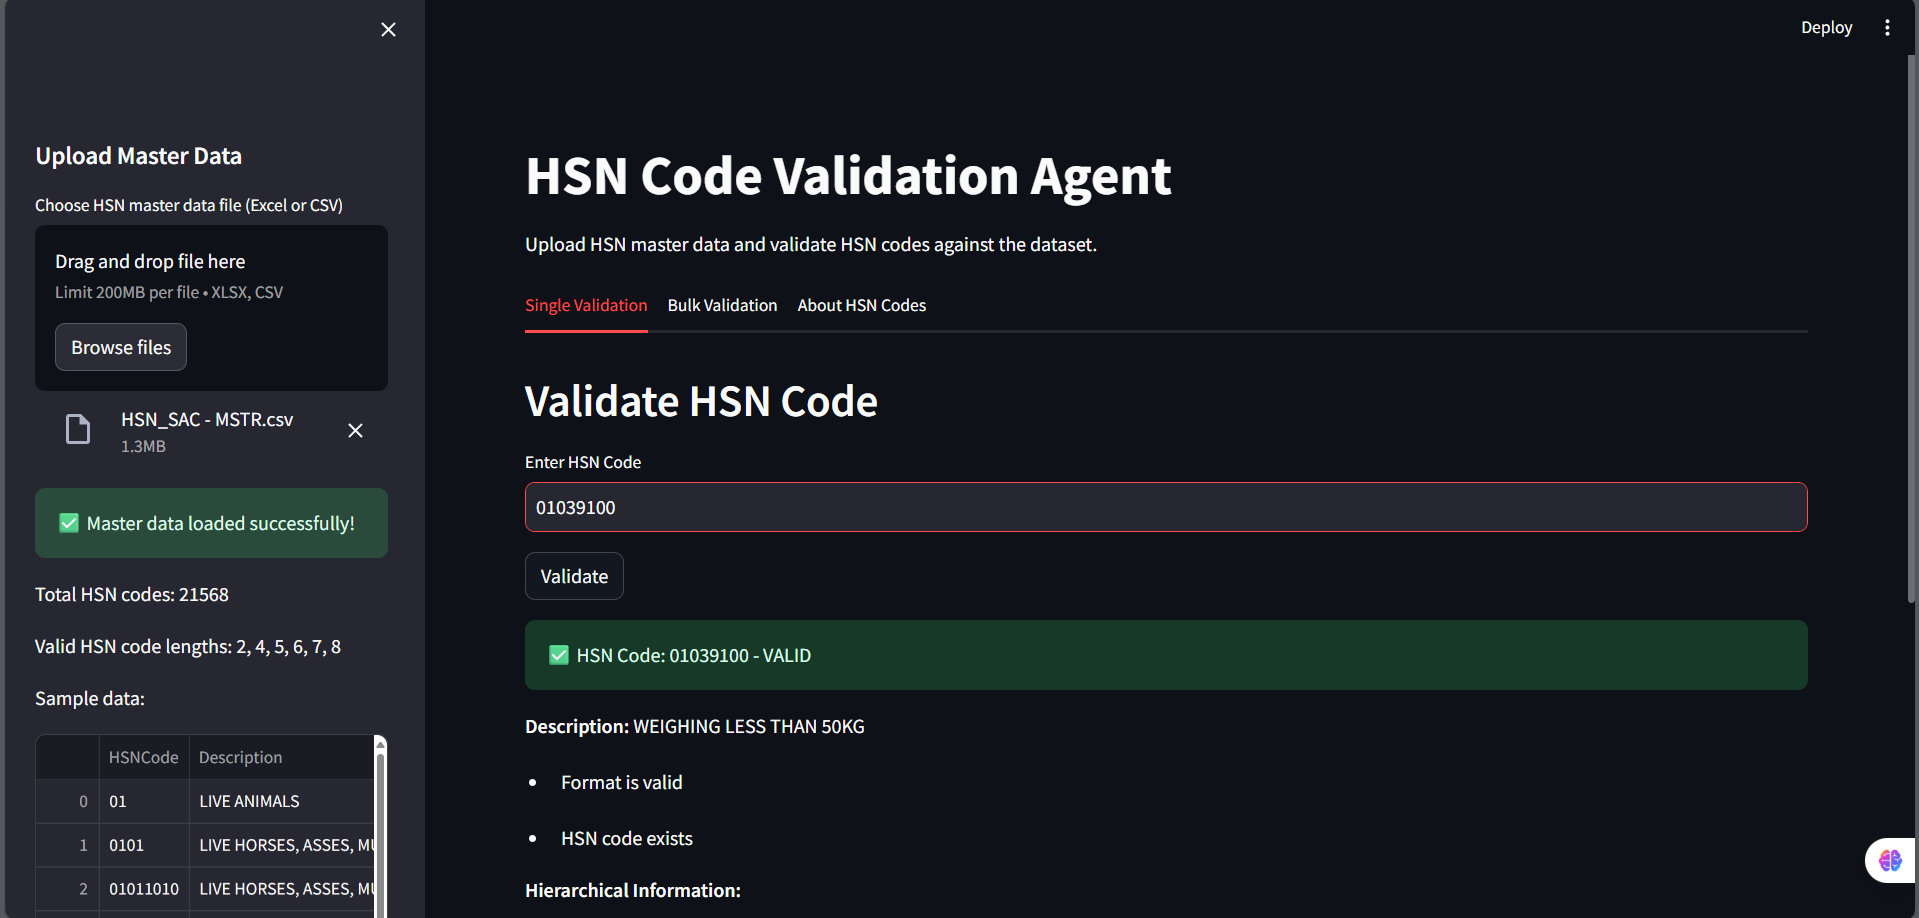 Deploy
Upload Master Data
Choose HSN master data file (Excel or CSV)
Drag and drop file here
Limit 200MB per file • XLSX, CSV
Browse files
HSN_SAC - MSTR.csv
1.3MB
✅ Master data loaded successfully!
Total HSN codes: 21568
Valid HSN code lengths: 2, 4, 5, 6, 7, 8
Sample data:
HSNCode Description
0 01 LIVE ANIMALS
1 0101 LIVE HORSES, ASSES,
2 01011010 LIVE HORSES, ASSES,
HSN Code Validation Agent
Upload HSN master data and validate HSN codes against the dataset.
Single Validation Bulk Validation About HSN Codes
Validate HSN Code
Enter HSN Code
01039100
Validate
✅ HSN Code: 01039100 - VALID
Description: WEIGHING LESS THAN 50KG
• Format is valid
• HSN code exists
Hierarchical Information: